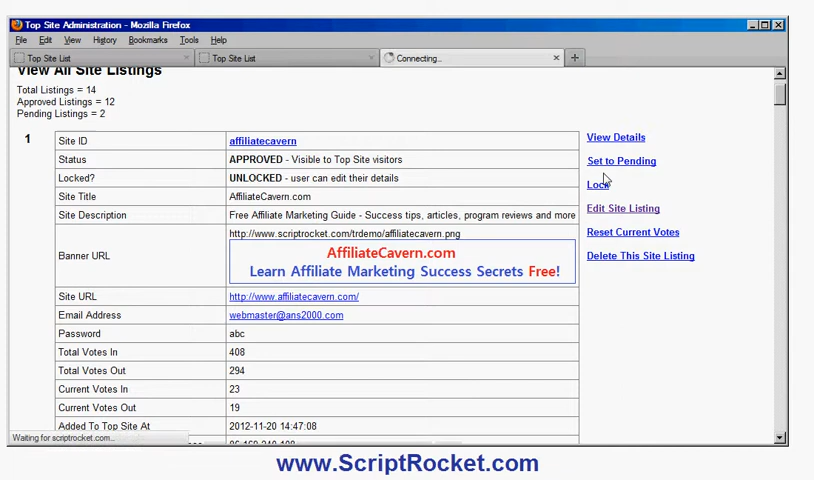 Top Site Administration - Mozilla Firefox
File Edit View History Bookmarks Tools Help
Top Site List Top Site List Connecting...
View All Site Listings
Total Listings = 14
Approved Listings = 12
Pending Listings = 2
1 Site ID affiliatecavern View Details
Status APPROVED - Visible to Top Site visitors Set to Pending
Locked? UNLOCKED - user can edit their details Lock
Site Title AffiliateCavern.com Edit Site Listing
Site Description Free Affiliate Marketing Guide - Success tips, articles, program reviews and more
http://www.scriptrocket.com/trdemo/affiliatecavern.png Reset Current Votes
Banner URL AffiliateCavern.com Delete This Site Listing
Learn Affiliate Marketing Success Secrets Free!
Site URL http://www.affiliatecavern.com/
Email Address webmaster@ans2000.com
Password abc
Total Votes In 408
Total Votes Out 294
Current Votes In 23
Current Votes Out 19
Added To Top Site At 2012-11-20 14:47:08
Waiting for scriptrocket.com...
www.ScriptRocket.com